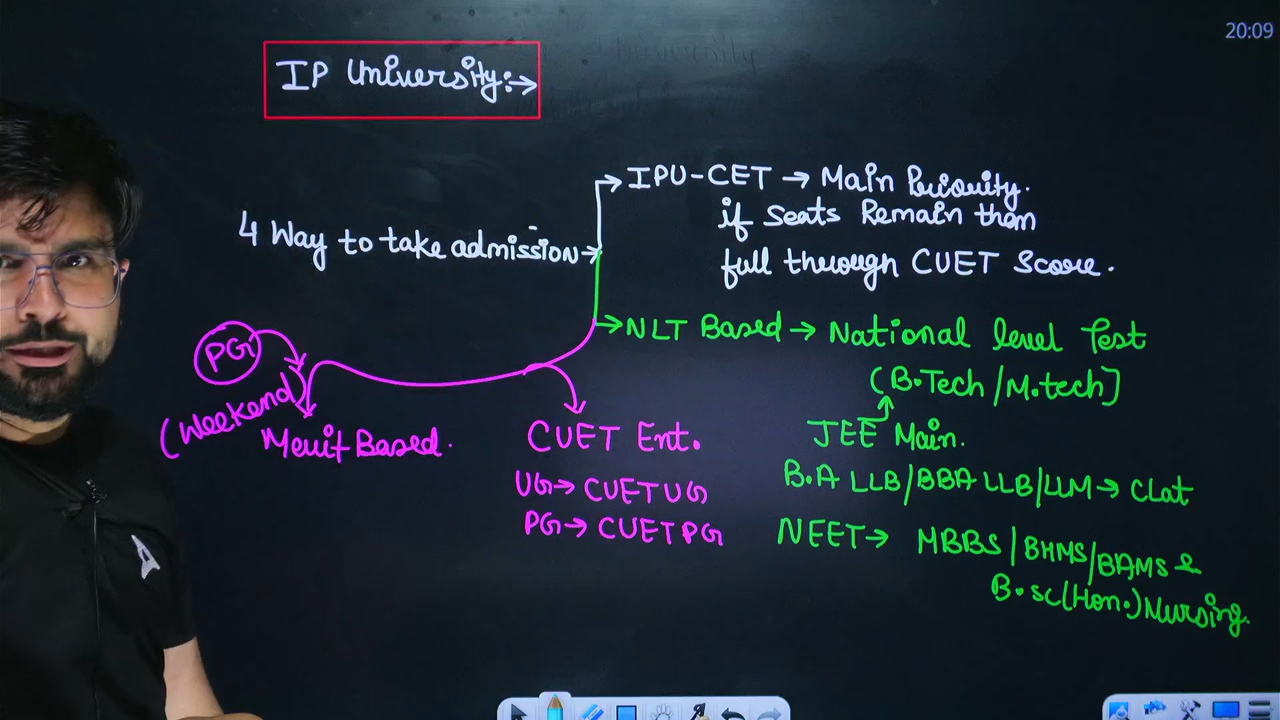 20:09
IP University:→
IPU-CET → Main Priority.
if Seats Remain them
full through CUET Score.
4 Way to take admission→
NLT Based → National level Test
(B.Tech/M.tech]
PG
(Weekend)
Merit Based.
CUET Ent.
UG→ CUET UG
PG→ CUET PG
JEE Main.
B.A LLB/BBA LLB/LLM→ Clat
NEET→ MBBS/BHMS/BAMS &
B.sc(Hon.) Nursing.